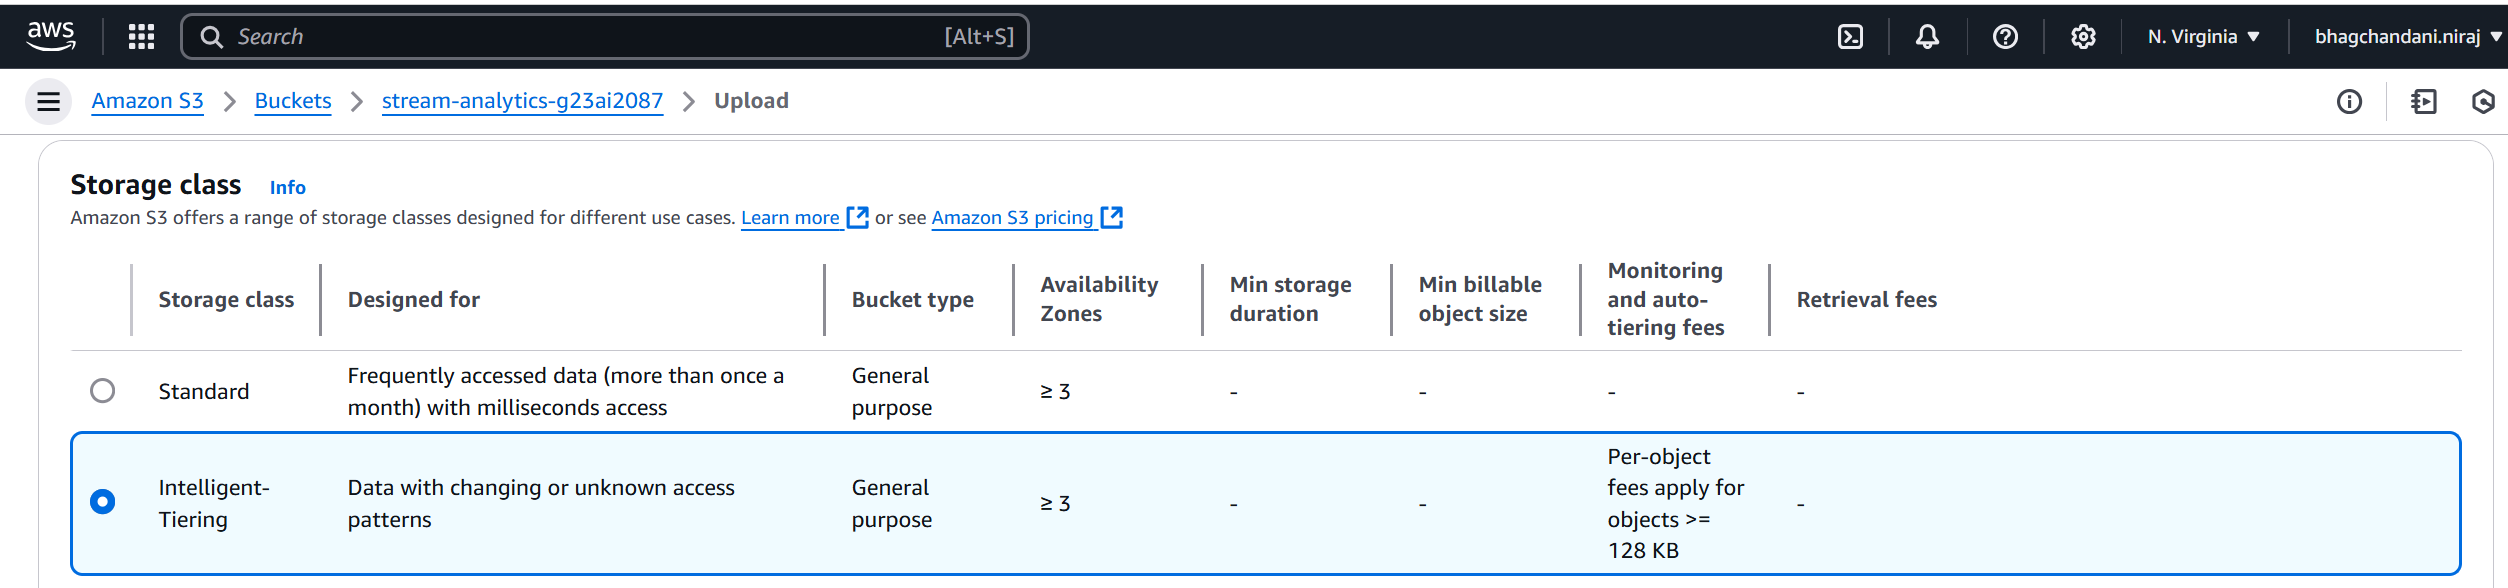 aws Search [Alt+S] N. Virginia bhagchandani.niraj
Amazon S3 Buckets stream-analytics-g23ai2087 Upload
Storage class Info
Amazon S3 offers a range of storage classes designed for different use cases. Learn more or see Amazon S3 pricing
Storage class
Designed for
Bucket type
Availability
Zones
Min storage
duration
Min billable
object size
Monitoring
and auto-
tiering fees
Retrieval fees
Standard
Frequently accessed data (more than once a
month) with milliseconds access
General
purpose
≥ 3
-
-
-
-
Intelligent-
Tiering
Data with changing or unknown access
patterns
General
purpose
≥ 3
-
-
Per-object
fees apply for
objects >=
128 KB
-